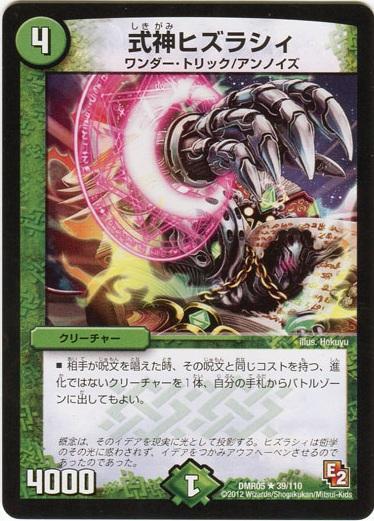 4
しきがみ
式神ヒズラシィ
ワンダー・トリック/アンノイズ
illus. Hokuyu
クリーチャー
■ 相手が呪文を唱えた時、その呪文と同じコストを持つ、進
化ではないクリーチャーを1体、自分の手札からバトルゾー
ンに出してもよい。
概念は、そのイデアを現実に光として投影する。ヒズラシィは哲学
的その光に惑わされず、イデアをつかみアウフヘーベンさせるので
あったのであった。
4000
1
E2
DMR05 ★ 39/110
©2012 Wizards/Shogakukan/Mitsui-Kids